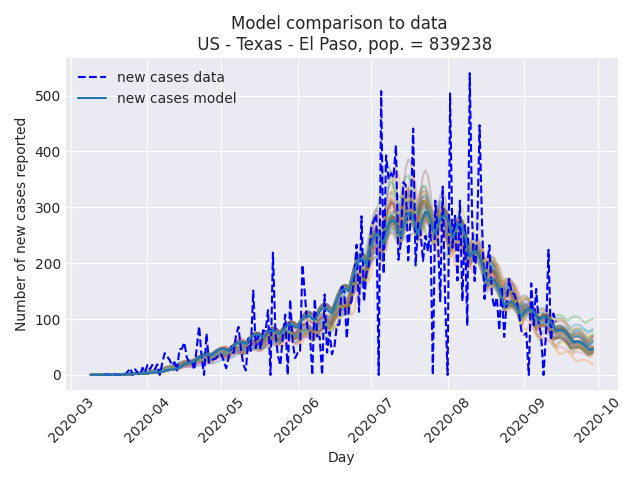 Model comparison to data
US - Texas - El Paso, pop. = 839238
new cases data
new cases model
Number of new cases reported
500
400
300
200
100
0
2020-03
2020-04
2020-05
2020-06
2020-07
2020-08
2020-09
2020-10
Day